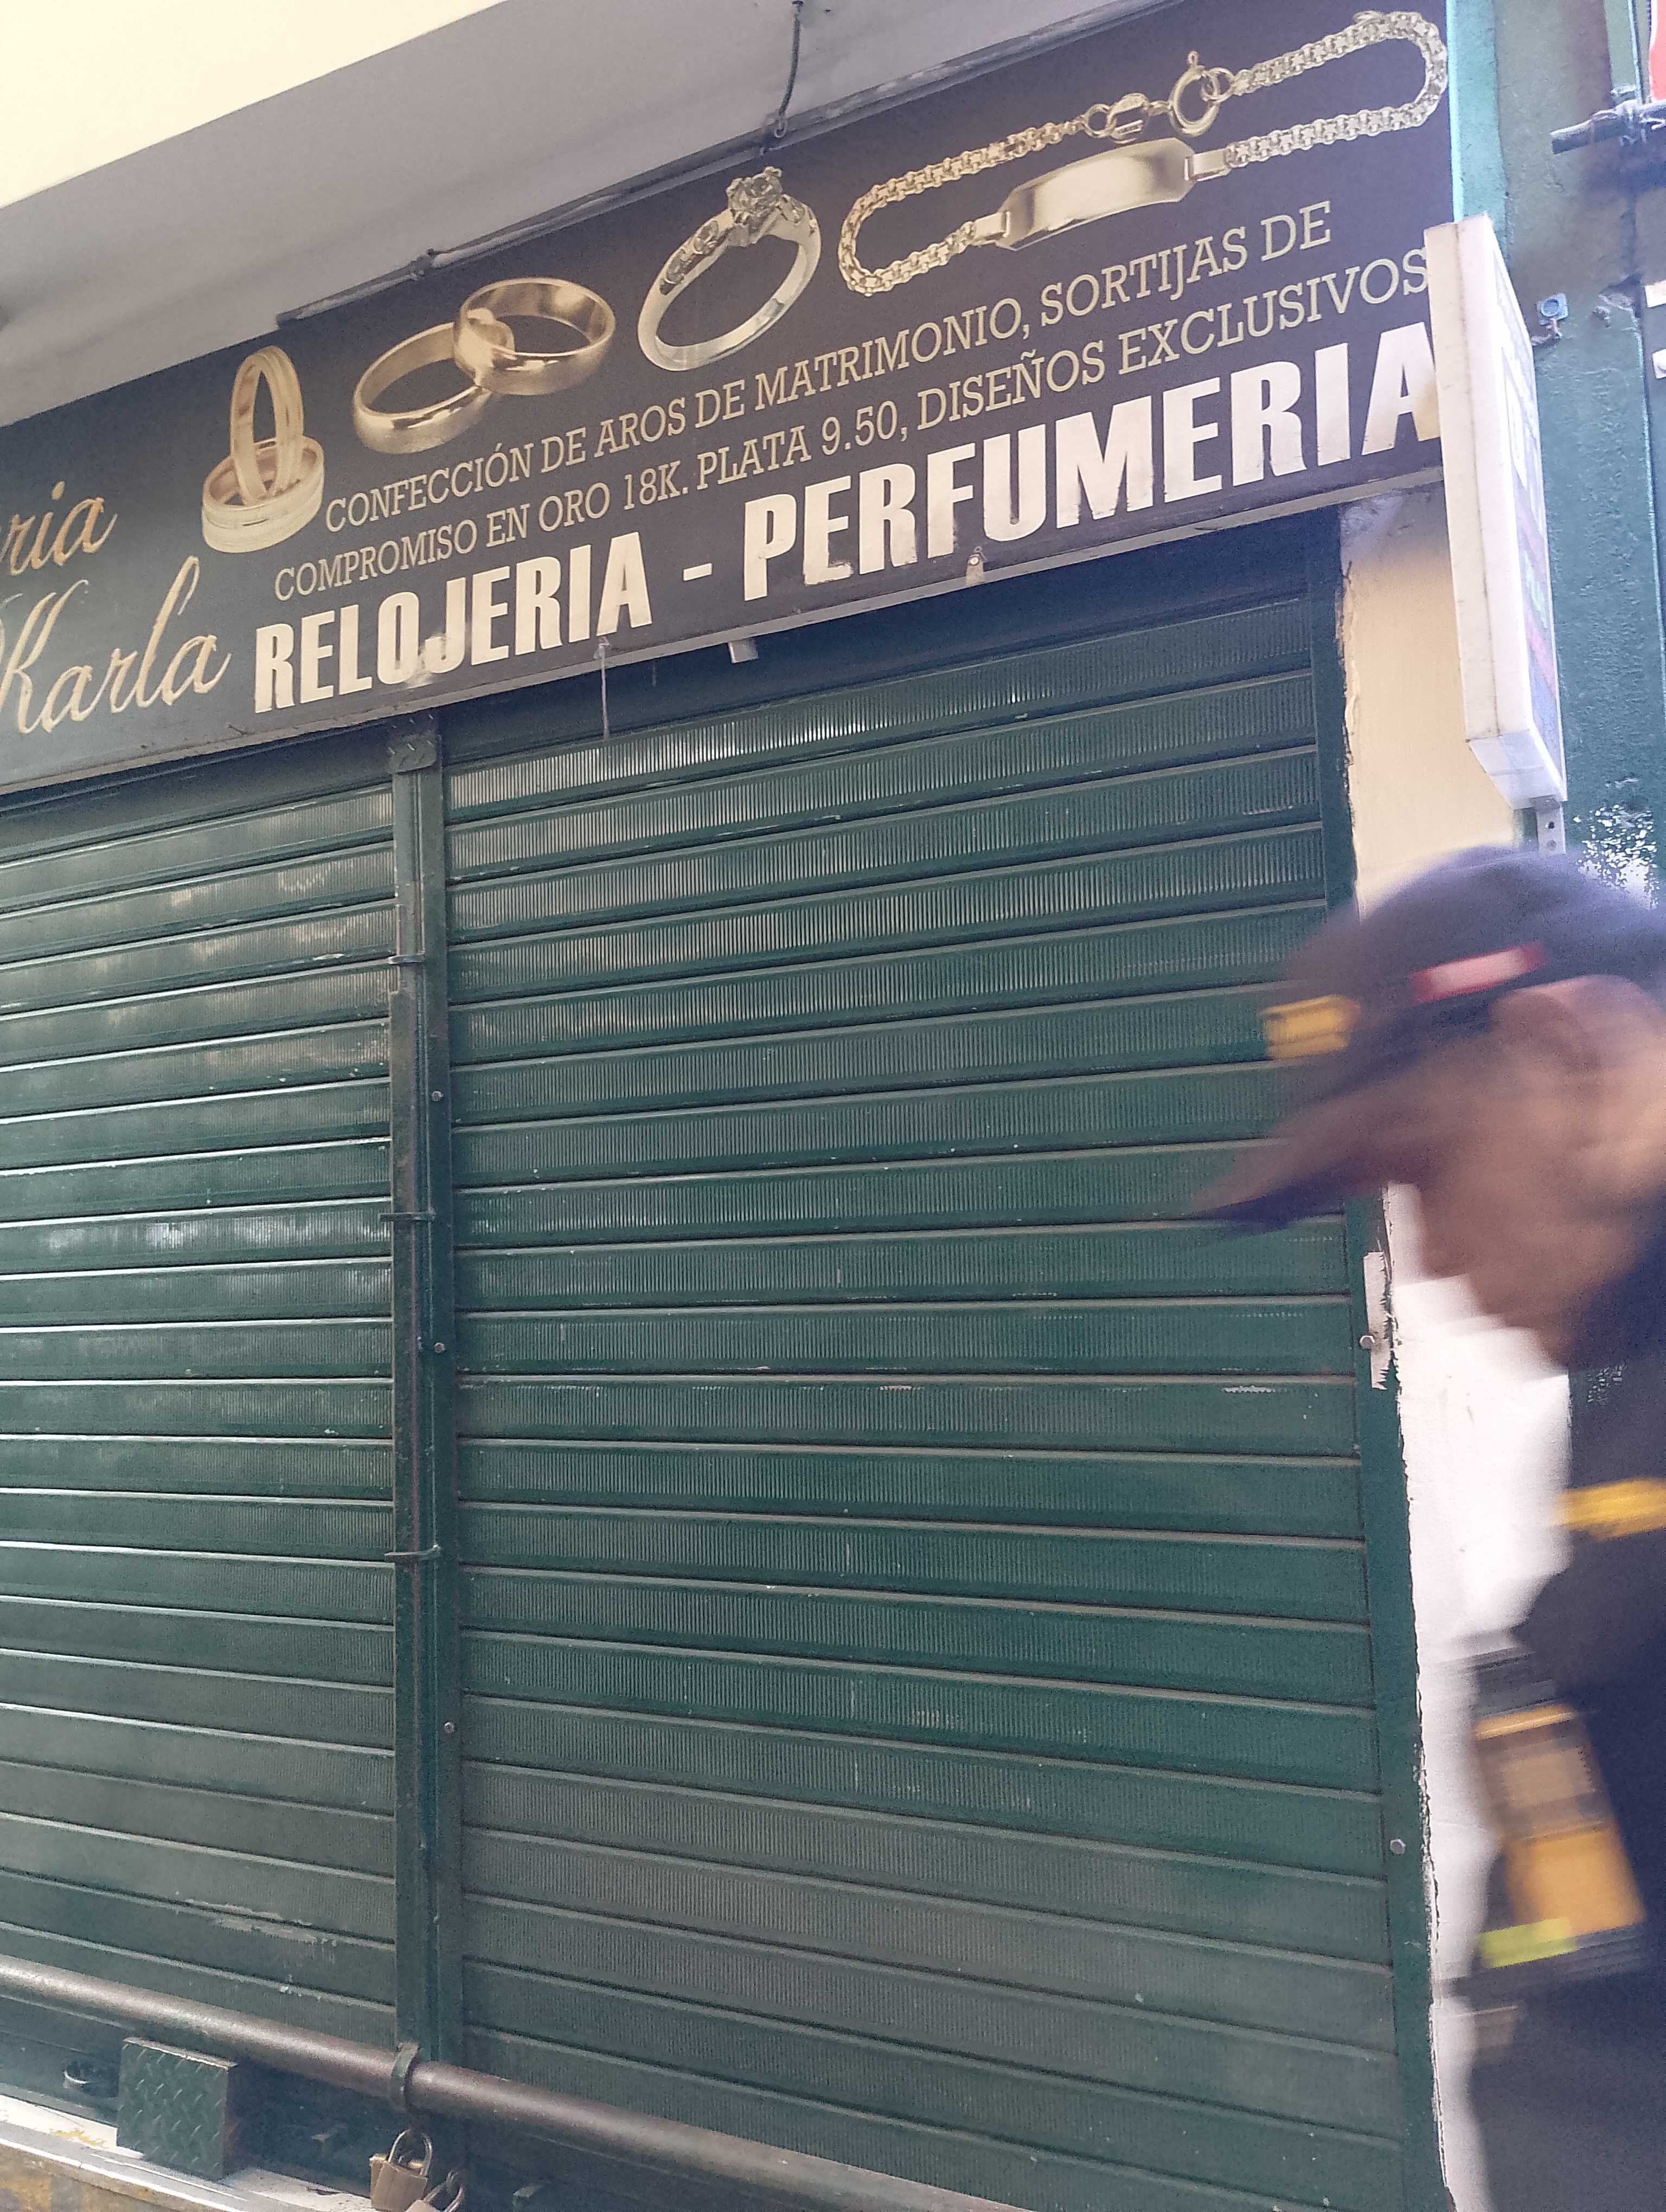 Karla
CONFECCIÓN DE AROS DE MATRIMONIO, SORTIJAS DE
COMPROMISO EN ORO 18K. PLATA 9.50, DISEÑOS EXCLUSIVOS
RELOJERIA - PERFUMERIA